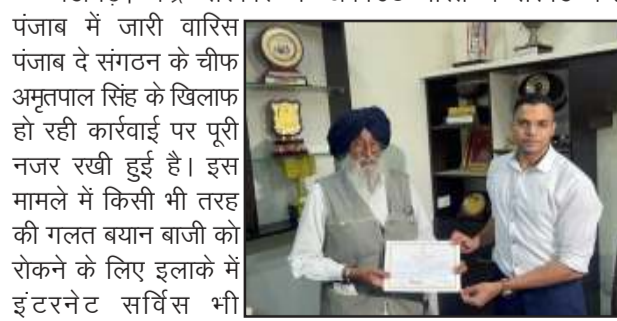 पंजाब में जारी वारिस
पंजाब दे संगठन के चीफ
अमृतपाल सिंह के खिलाफ
हो रही कार्रवाई पर पूरी
नजर रखी हुई है। इस
मामले में किसी भी तरह
की गलत बयान बाजी को
रोकने के लिए इलाके में
इंटरनेट सर्विस भी